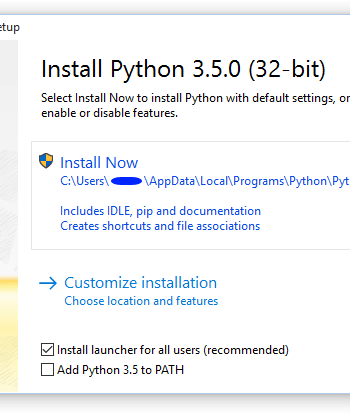 etup
Install Python 3.5.0 (32-bit)
Select Install Now to install Python with default settings, or
enable or disable features.
Install Now
C:\Users\ \AppData\Local\Programs\Python\Pyt
Includes IDLE, pip and documentation
Creates shortcuts and file associations
Customize installation
Choose location and features
Install launcher for all users (recommended)
Add Python 3.5 to PATH